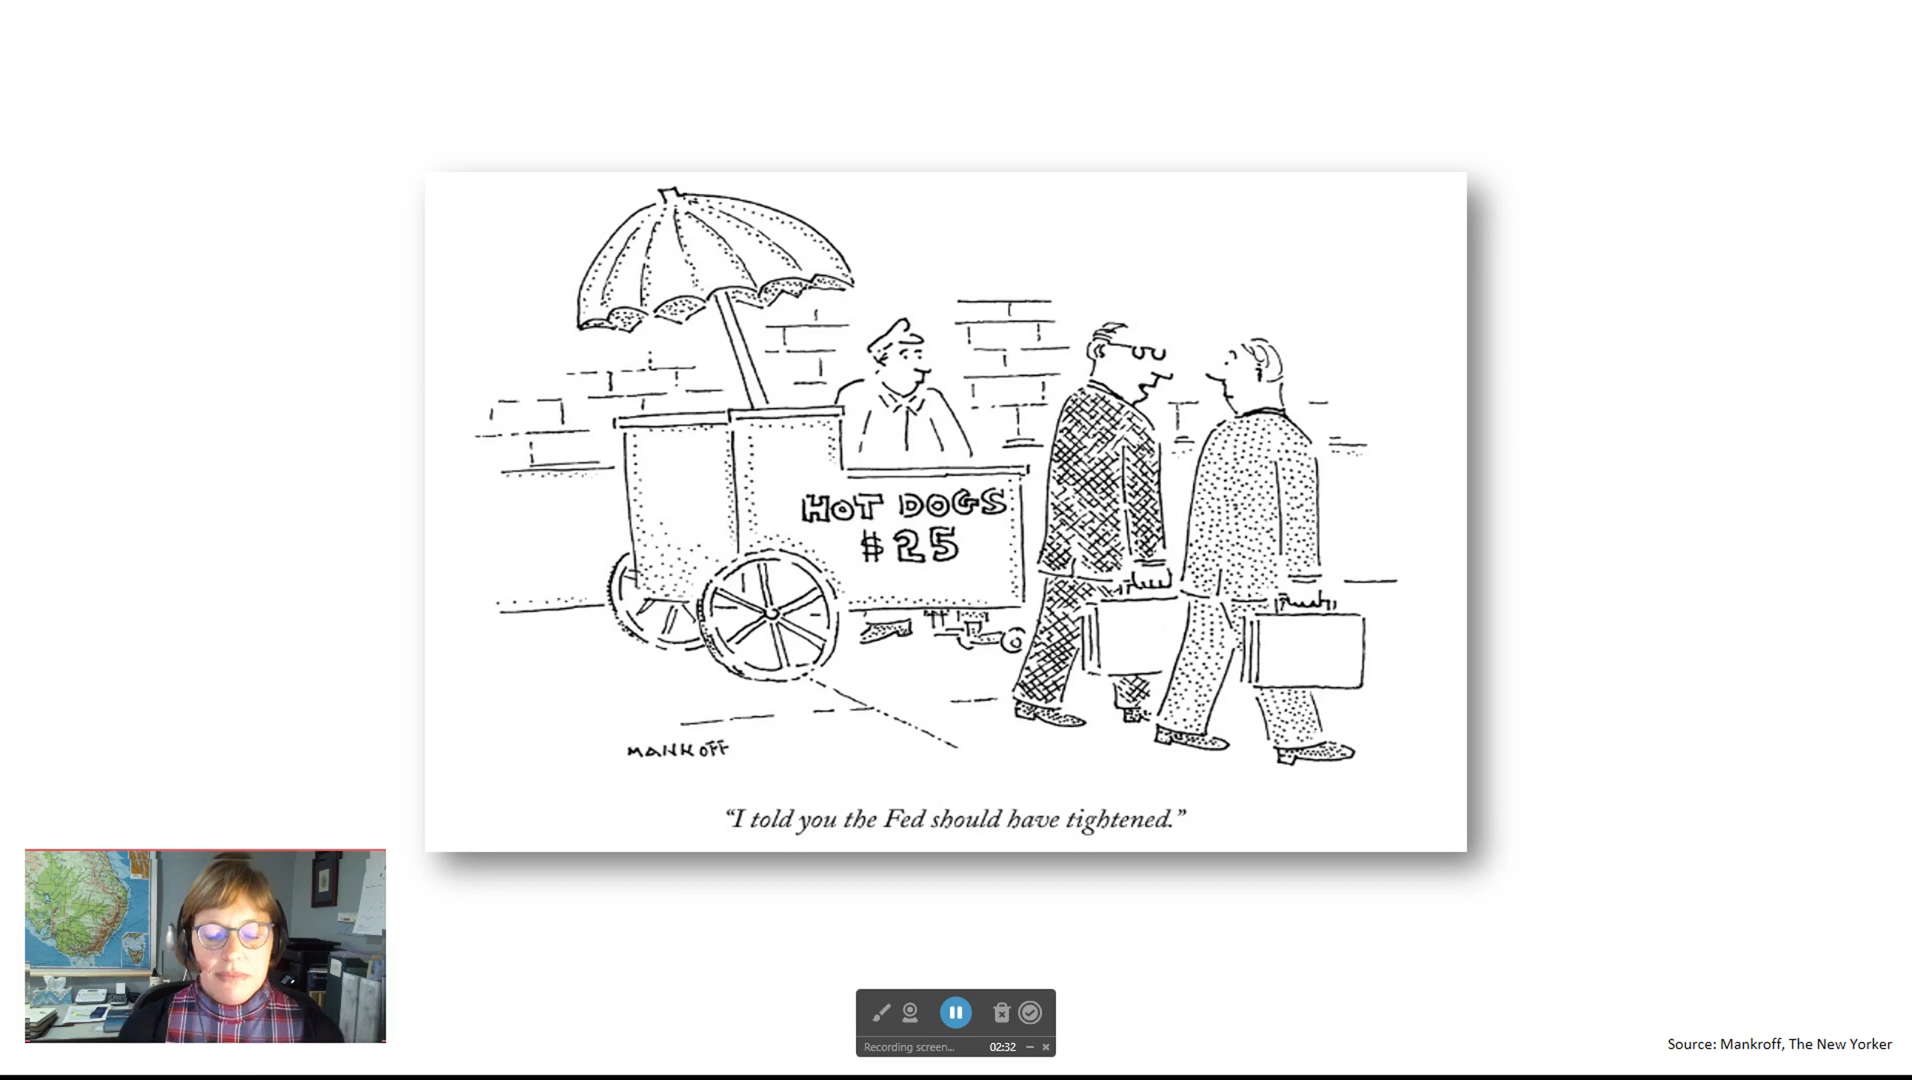 HOT DOGS
$25
MANKOFF
“I told you the Fed should have tightened.”
Recording screen...
02:32
Source: Mankroff, The New Yorker